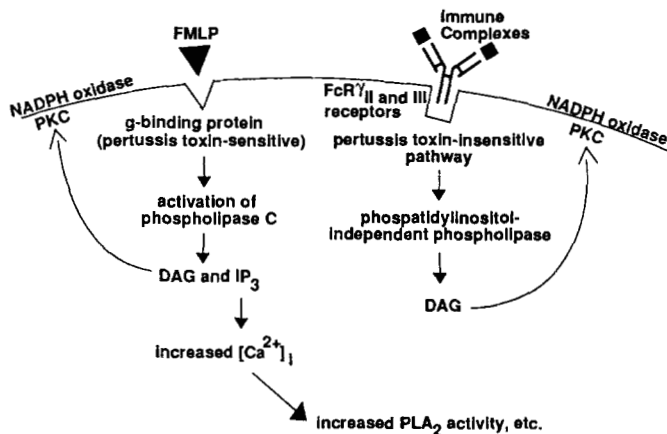 FMLP
NADPH oxidase
PKC
g-binding protein
(pertussis toxin-sensitive)
activation of
phospholipase C
DAG and IP3
increased [Ca2+]i
increased PLA2 activity, etc.
Immune
Complexes
FcRγ II and III
receptors
NADPH oxidase
PKC
pertussis toxin-insensitive
pathway
phospatidylinositol-
independent phospholipase
DAG